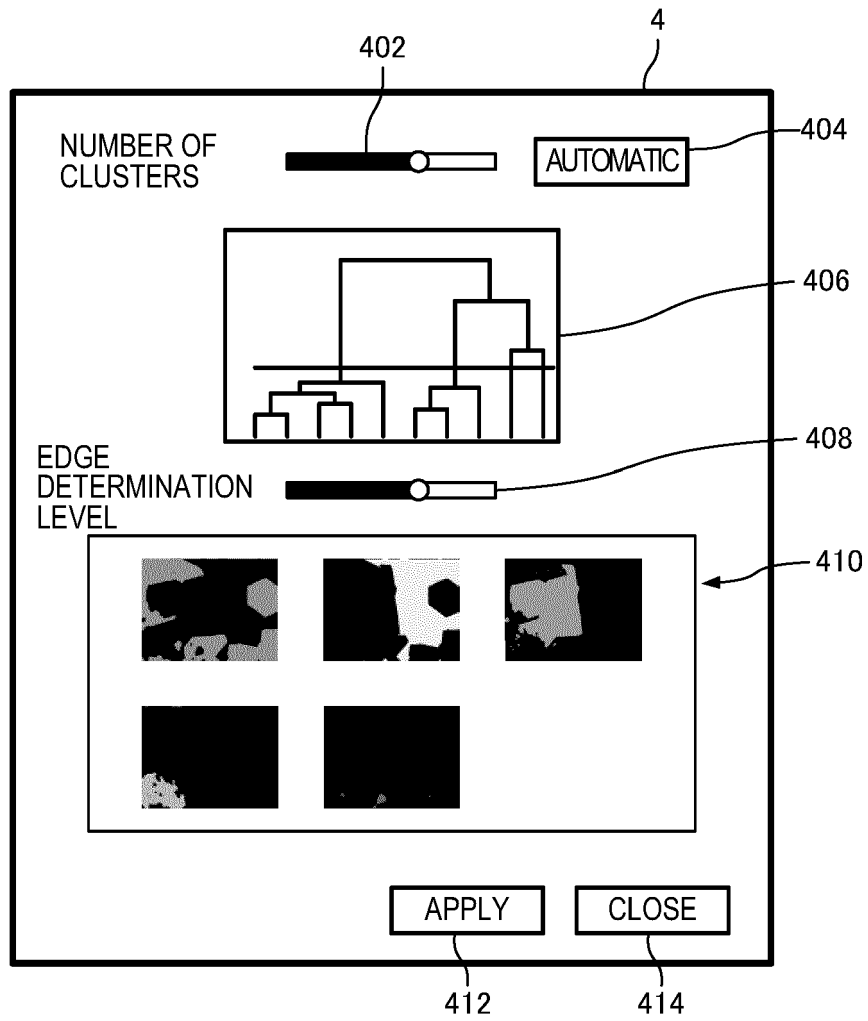 402
4
NUMBER OF
CLUSTERS
AUTOMATIC
404
406
EDGE
DETERMINATION
LEVEL
408
410
APPLY
CLOSE
412
414